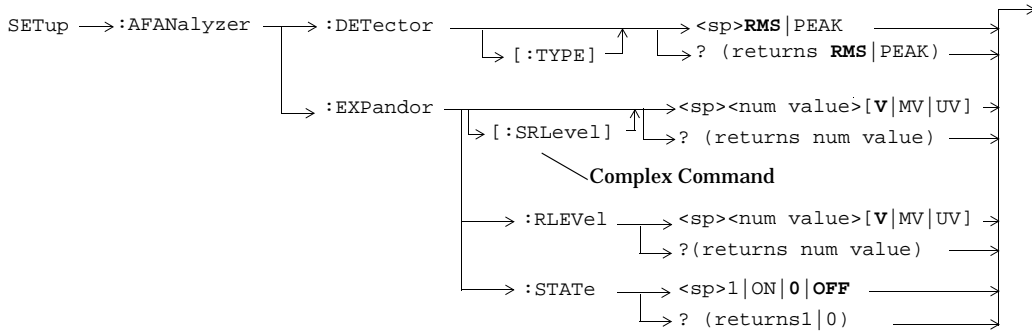 SETup :AFANalyzer :DETector <sp>RMS|PEAK
[:TYPE] ? (returns RMS|PEAK)
:EXPandor <sp><num value>[V|MV|UV]
[:SRLevel] ? (returns num value)
Complex Command
:RLEVel <sp><num value>[V|MV|UV]
?(returns num value)
:STATe <sp>1|ON|0|OFF
? (returns1|0)